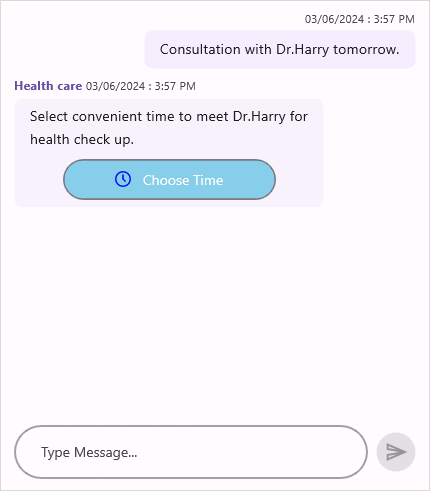 03/06/2024 : 3:57 PM
Consultation with Dr.Harry tomorrow.
Health care 03/06/2024 : 3:57 PM
Select convenient time to meet Dr.Harry for
health check up.
Choose Time
Type Message...